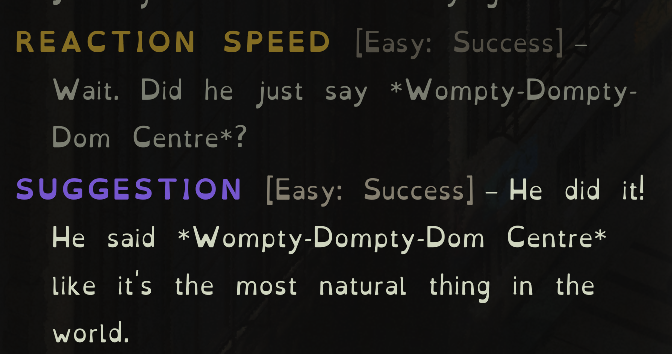 REACTION SPEED [Easy: Success] –
Wait. Did he just say *Wompty-Dompty-
Dom Centre*?
SUGGESTION [Easy: Success] – He did it!
He said *Wompty-Dompty-Dom Centre*
like it's the most natural thing in the
world.